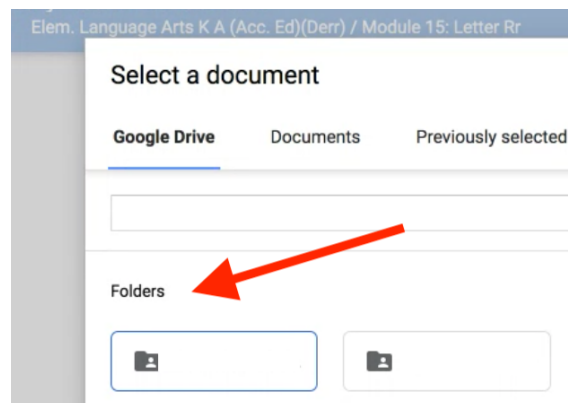 Elem. Language Arts K A (Acc. Ed)(Derr) / Module 15: Letter Rr
Select a document
Google Drive Documents Previously selected
Folders